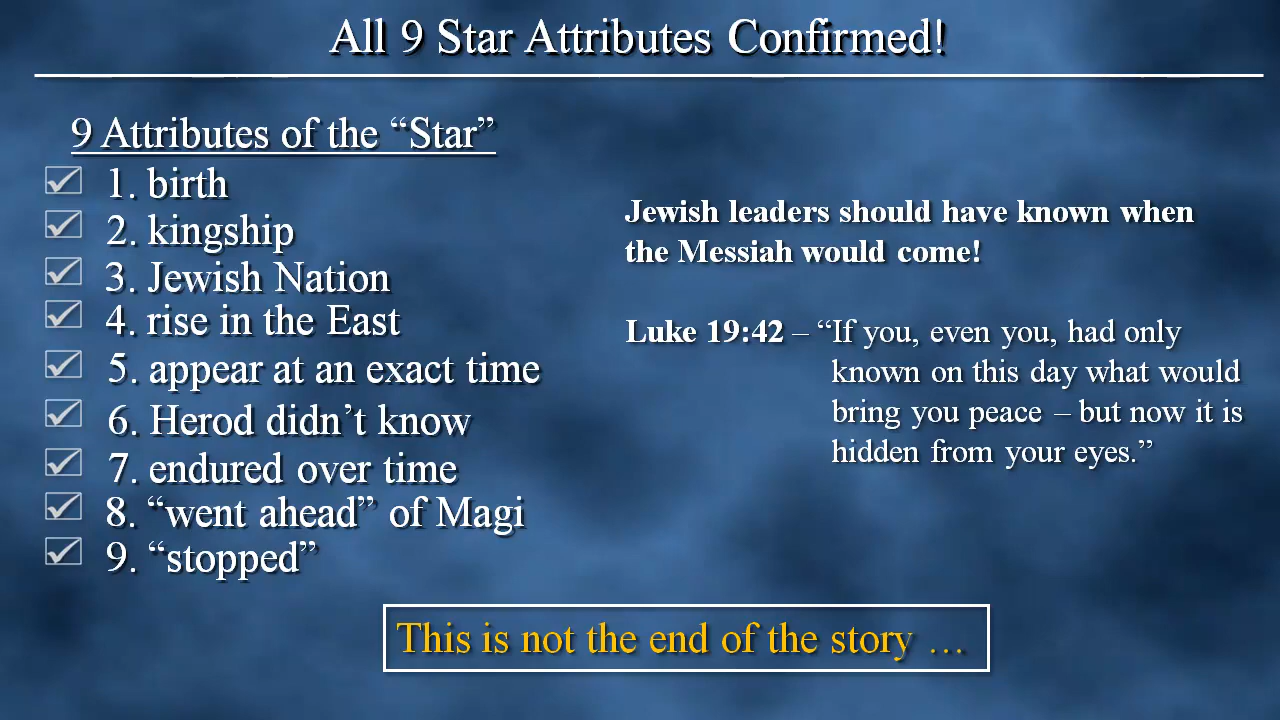 All 9 Star Attributes Confirmed!
9 Attributes of the “Star”
1. birth
2. kingship
3. Jewish Nation
4. rise in the East
5. appear at an exact time
6. Herod didn’t know
7. endured over time
8. “went ahead” of Magi
9. “stopped”
Jewish leaders should have known when
the Messiah would come!
Luke 19:42 – “If you, even you, had only
known on this day what would
bring you peace – but now it is
hidden from your eyes.”
This is not the end of the story …